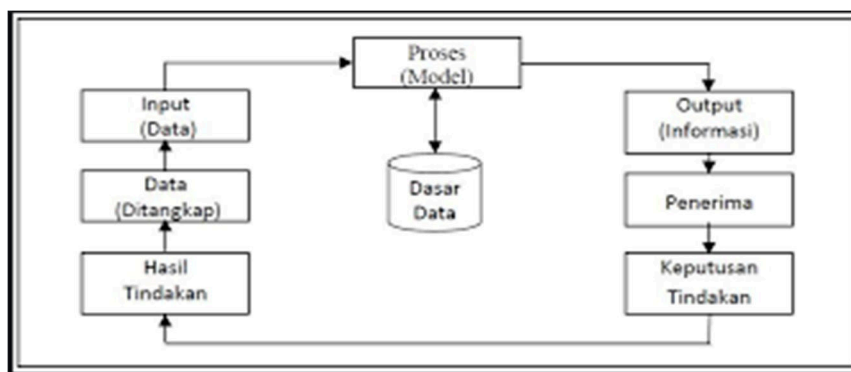 Proses
(Model)
Input
(Data)
Output
(Informasi)
Data
(Ditangkap)
Dasar
Data
Penerima
Hasil
Tindakan
Keputusan
Tindakan